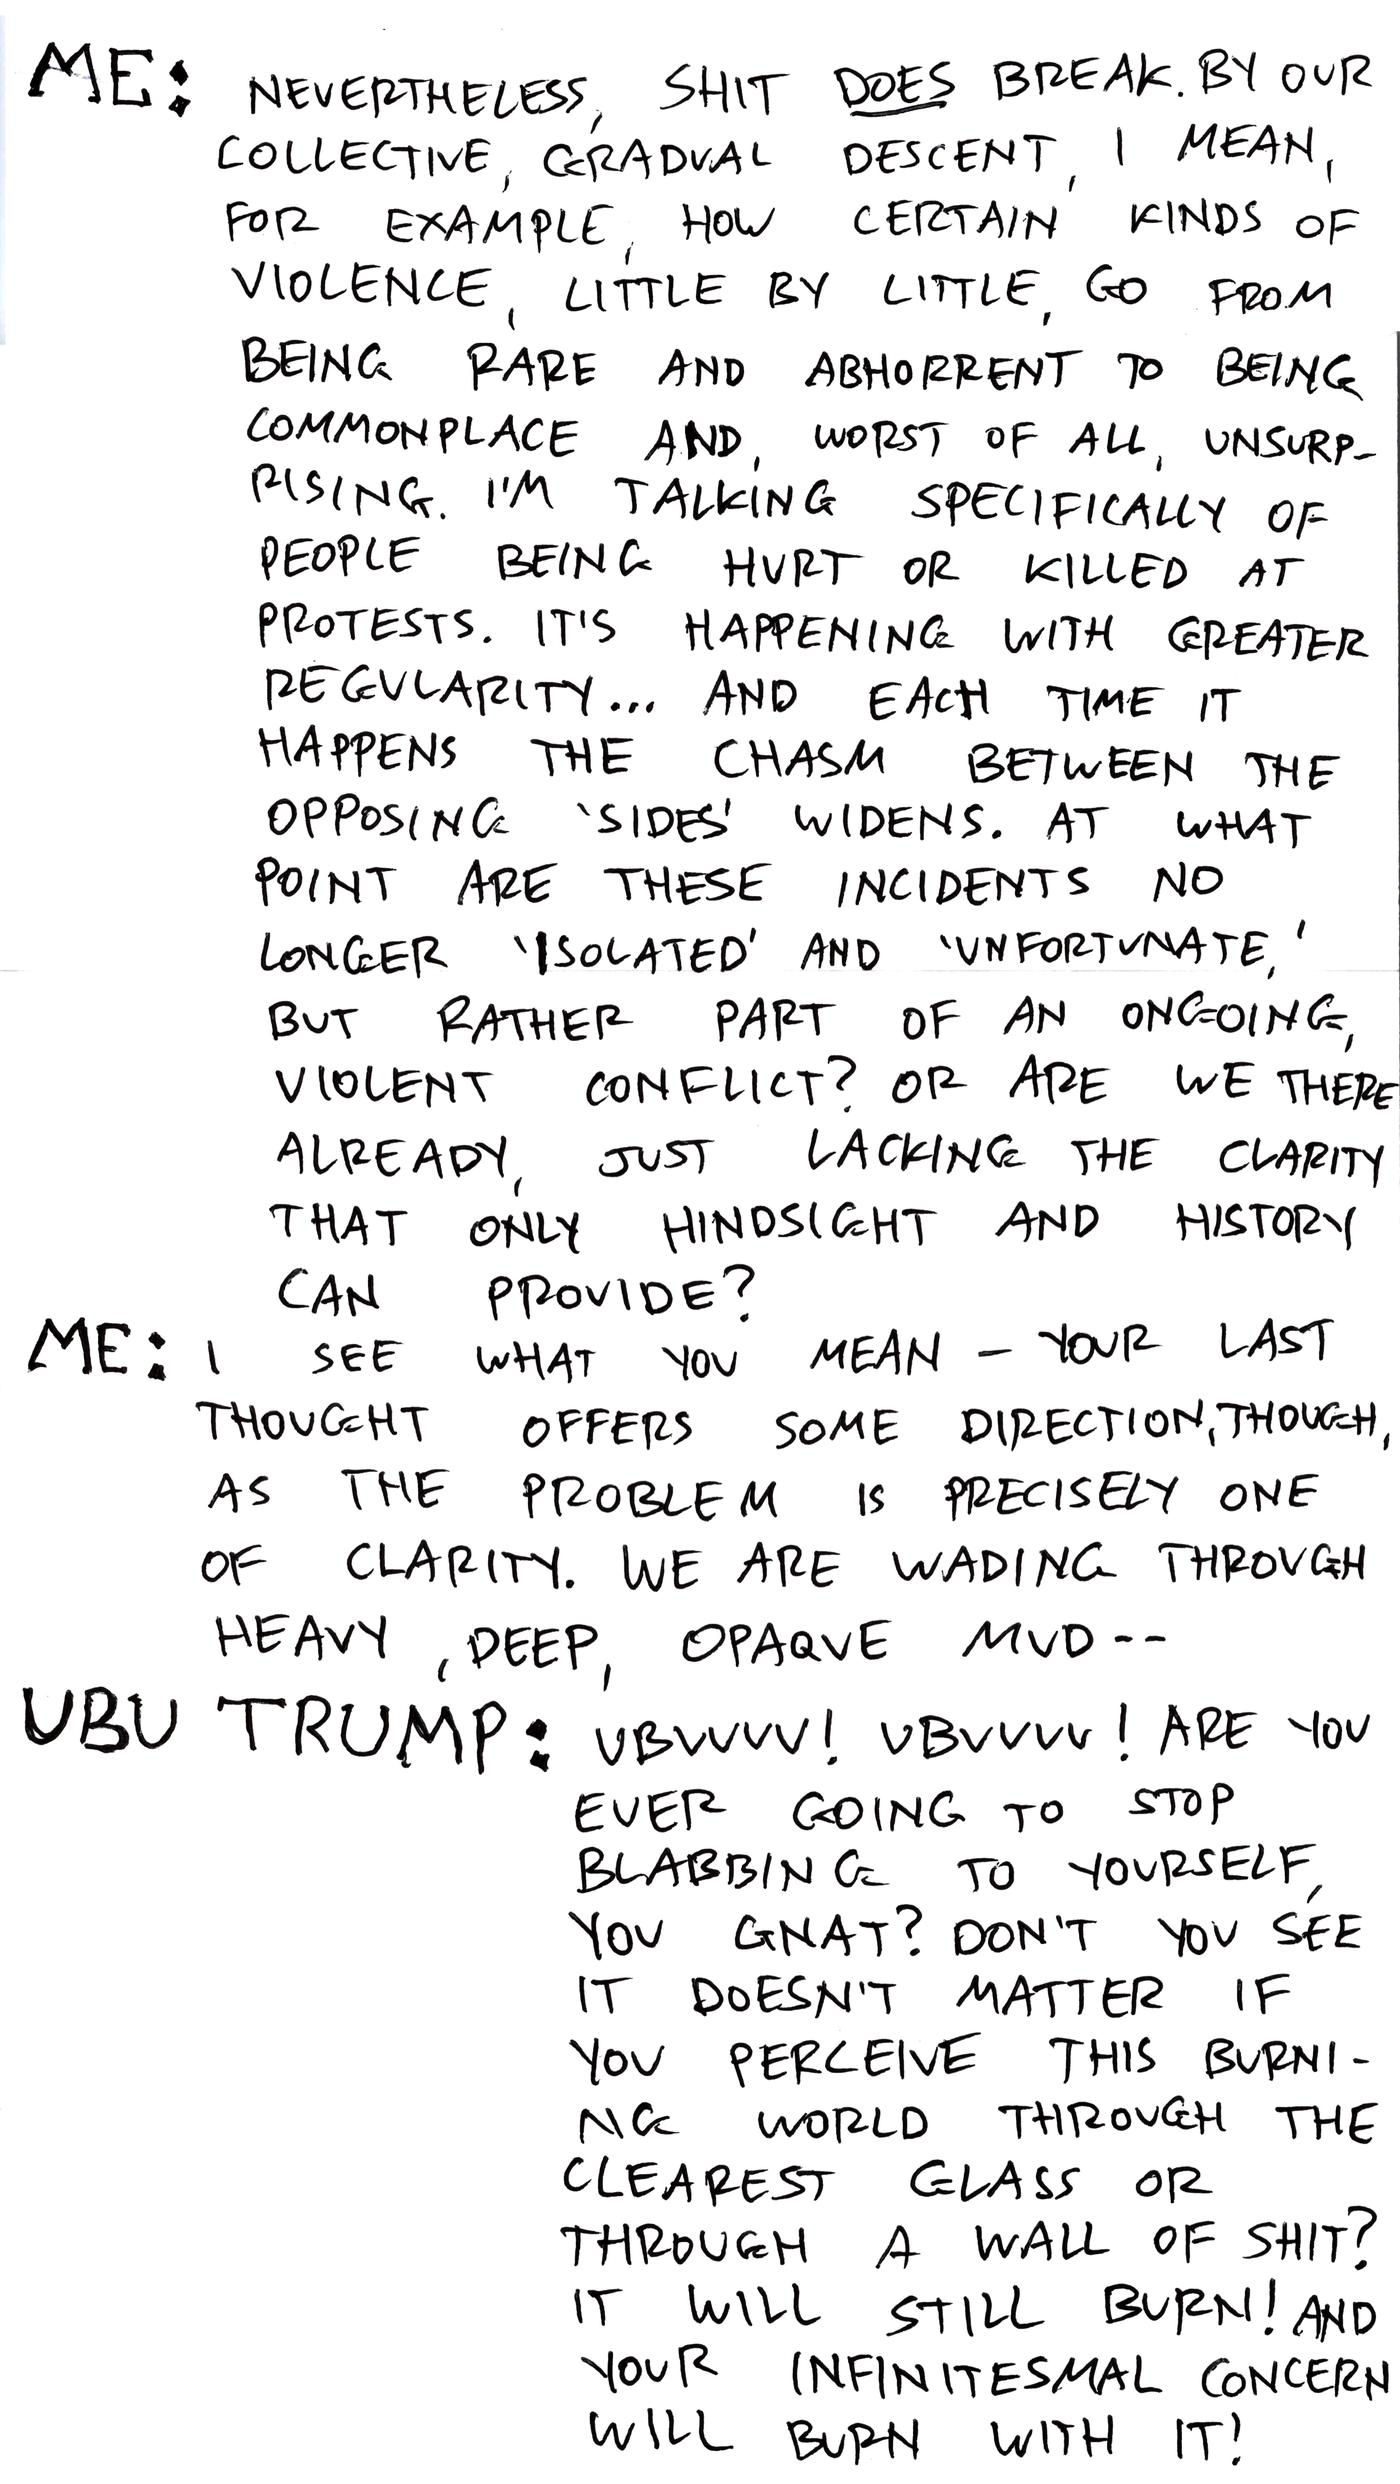 ME: NEVERTHELESS, SHIT DOES BREAK. BY OUR
COLLECTIVE, GRADUAL DESCENT, I MEAN,
FOR EXAMPLE, HOW CERTAIN KINDS OF
VIOLENCE, LITTLE BY LITTLE, GO FROM
BEING RARE AND ABHORRENT TO BEING
COMMONPLACE AND, WORST OF ALL, UNSURP-
RISING. I'M TALKING SPECIFICALLY OF
PEOPLE BEING HURT OR KILLED AT
PROTESTS. IT'S HAPPENING WITH GREATER
REGULARITY... AND EACH TIME IT
HAPPENS THE CHASM BETWEEN THE
OPPOSING 'SIDES' WIDENS. AT WHAT
POINT ARE THESE INCIDENTS NO
LONGER 'ISOLATED' AND 'UNFORTUNATE,'
BUT RATHER PART OF AN ONGOING,
VIOLENT CONFLICT? OR ARE WE THERE
ALREADY, JUST LACKING THE CLARITY
THAT ONLY HINDSIGHT AND HISTORY
CAN PROVIDE?
ME: I SEE WHAT YOU MEAN – YOUR LAST
THOUGHT OFFERS SOME DIRECTION, THOUGH,
AS THE PROBLEM IS PRECISELY ONE
OF CLARITY. WE ARE WADING THROUGH
HEAVY, DEEP, OPAQUE MUD--
UBU TRUMP: UBUUUU! UBUUUU! ARE YOU
EVER GOING TO STOP
BLABBING TO YOURSELF,
YOU GNAT? DON'T YOU SEE
IT DOESN'T MATTER IF
YOU PERCEIVE THIS BURNI-
NG WORLD THROUGH THE
CLEAREST GLASS OR
THROUGH A WALL OF SHIT?
IT WILL STILL BURN! AND
YOUR INFINITESMAL CONCERN
WILL BURN WITH IT!